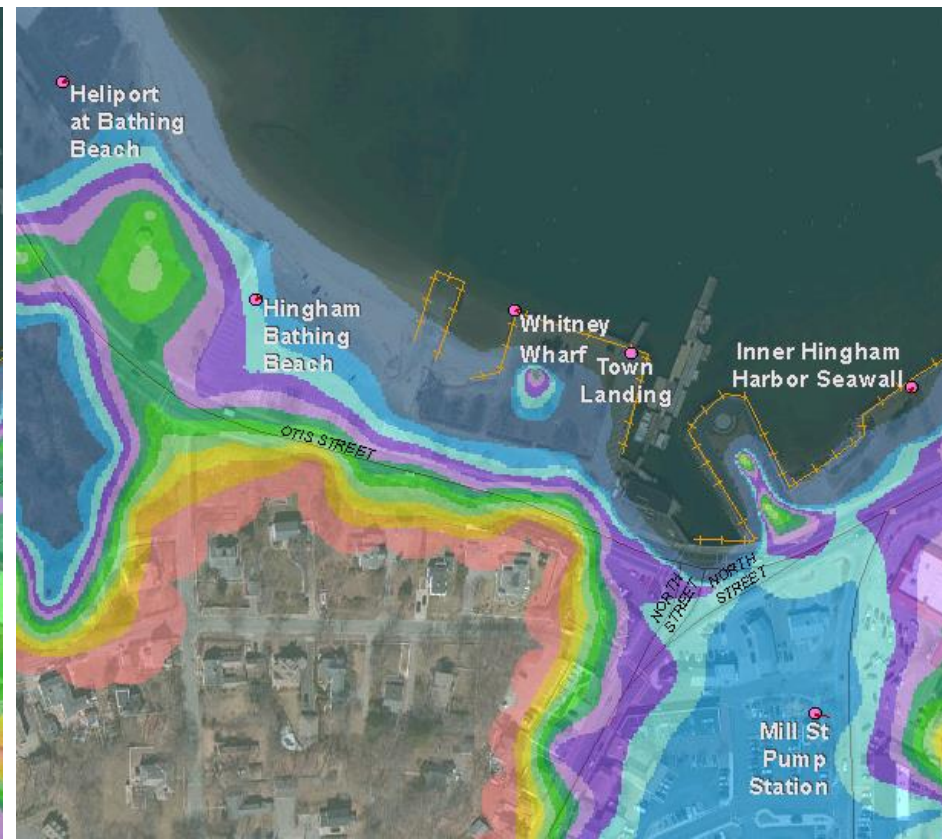 Heliport
at Bathing
Beach
Hingham
Bathing
Beach
Whitney
Wharf
Town
Landing
Inner Hingham
Harbor Seawall
OTIS STREET
NORTH
STREET
NORTH
STREET
Mill St
Pump
Station